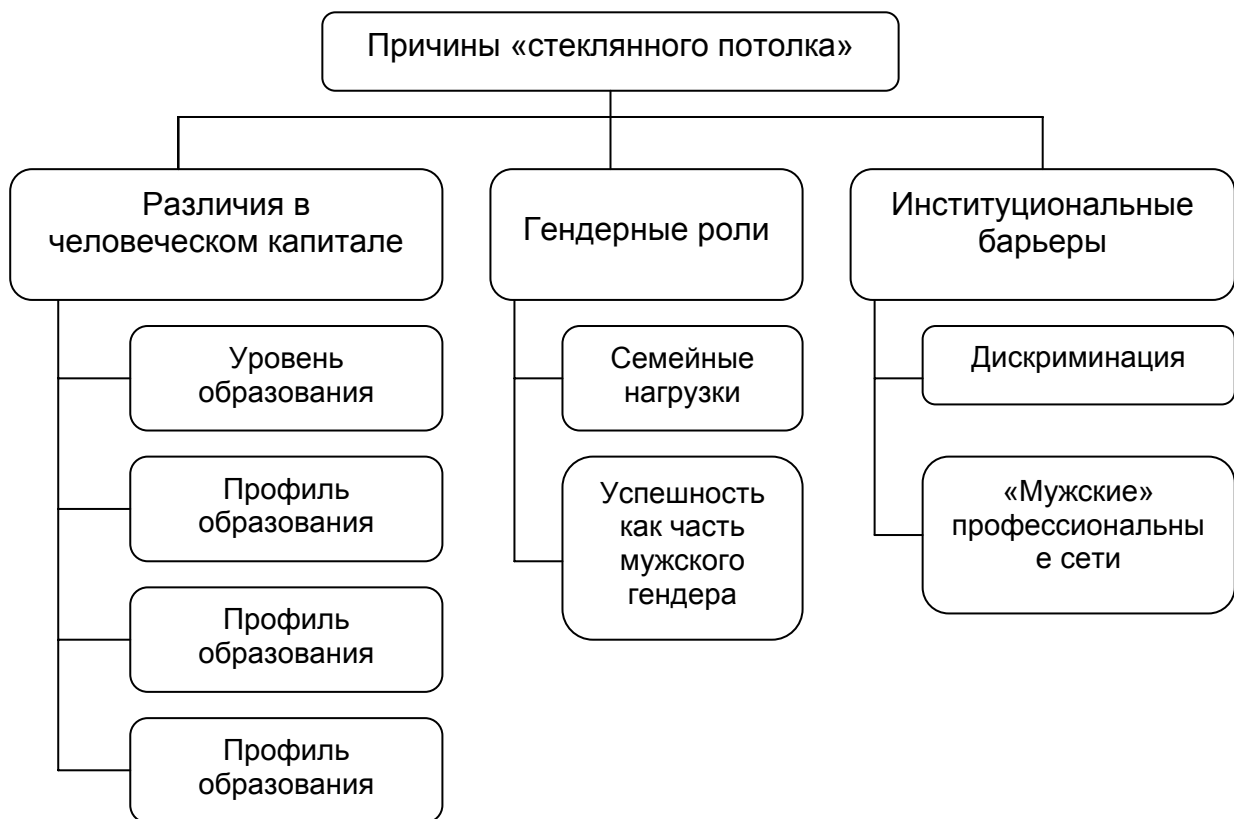 Причины «стеклянного потолка»
Различия в
человеческом капитале
Уровень
образования
Профиль
образования
Профиль
образования
Профиль
образования
Гендерные роли
Семейные
нагрузки
Успешность
как часть
мужского
гендера
Институциональные
барьеры
Дискриминация
«Мужские»
профессиональны
е сети